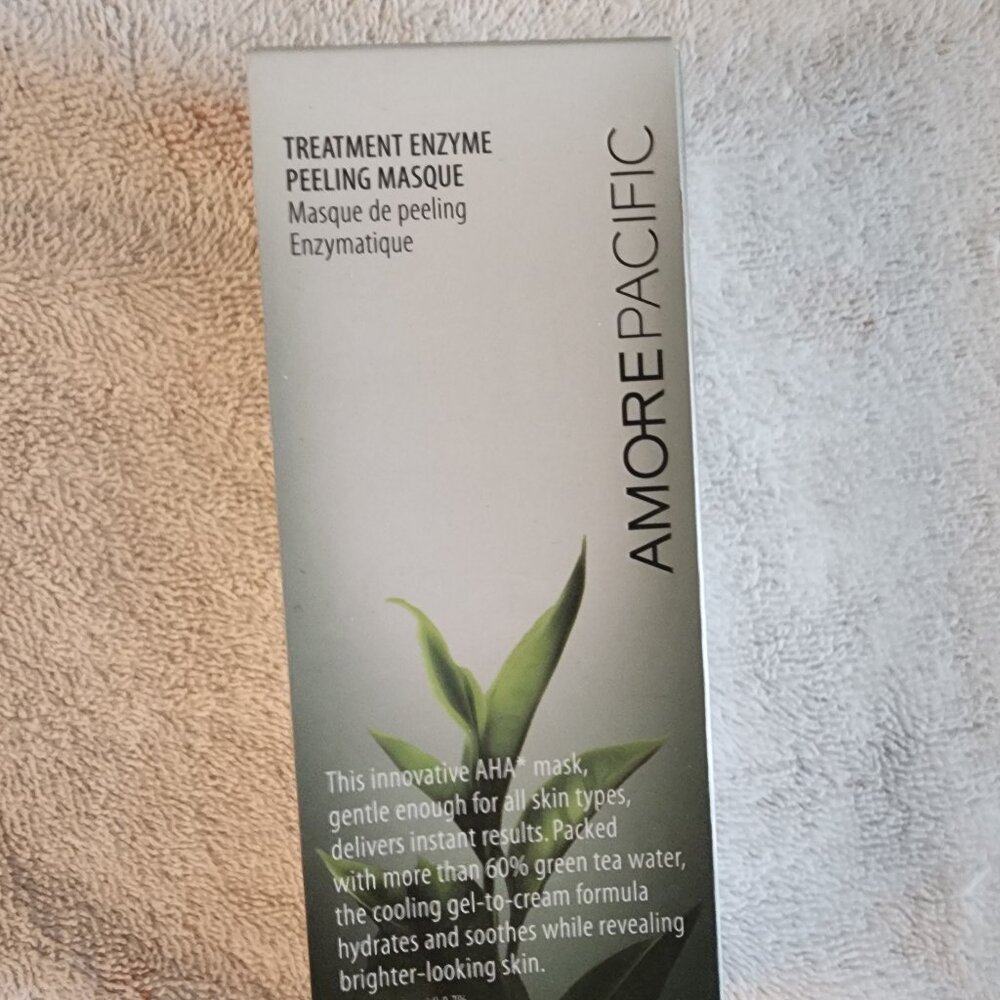 TREATMENT ENZYME
PEELING MASQUE
Masque de peeling
Enzymatique
AMOREPACIFIC
This innovative AHA* mask,
gentle enough for all skin types,
delivers instant results. Packed
with more than 60% green tea water,
the cooling gel-to-cream formula
hydrates and soothes while revealing
brighter-looking skin.